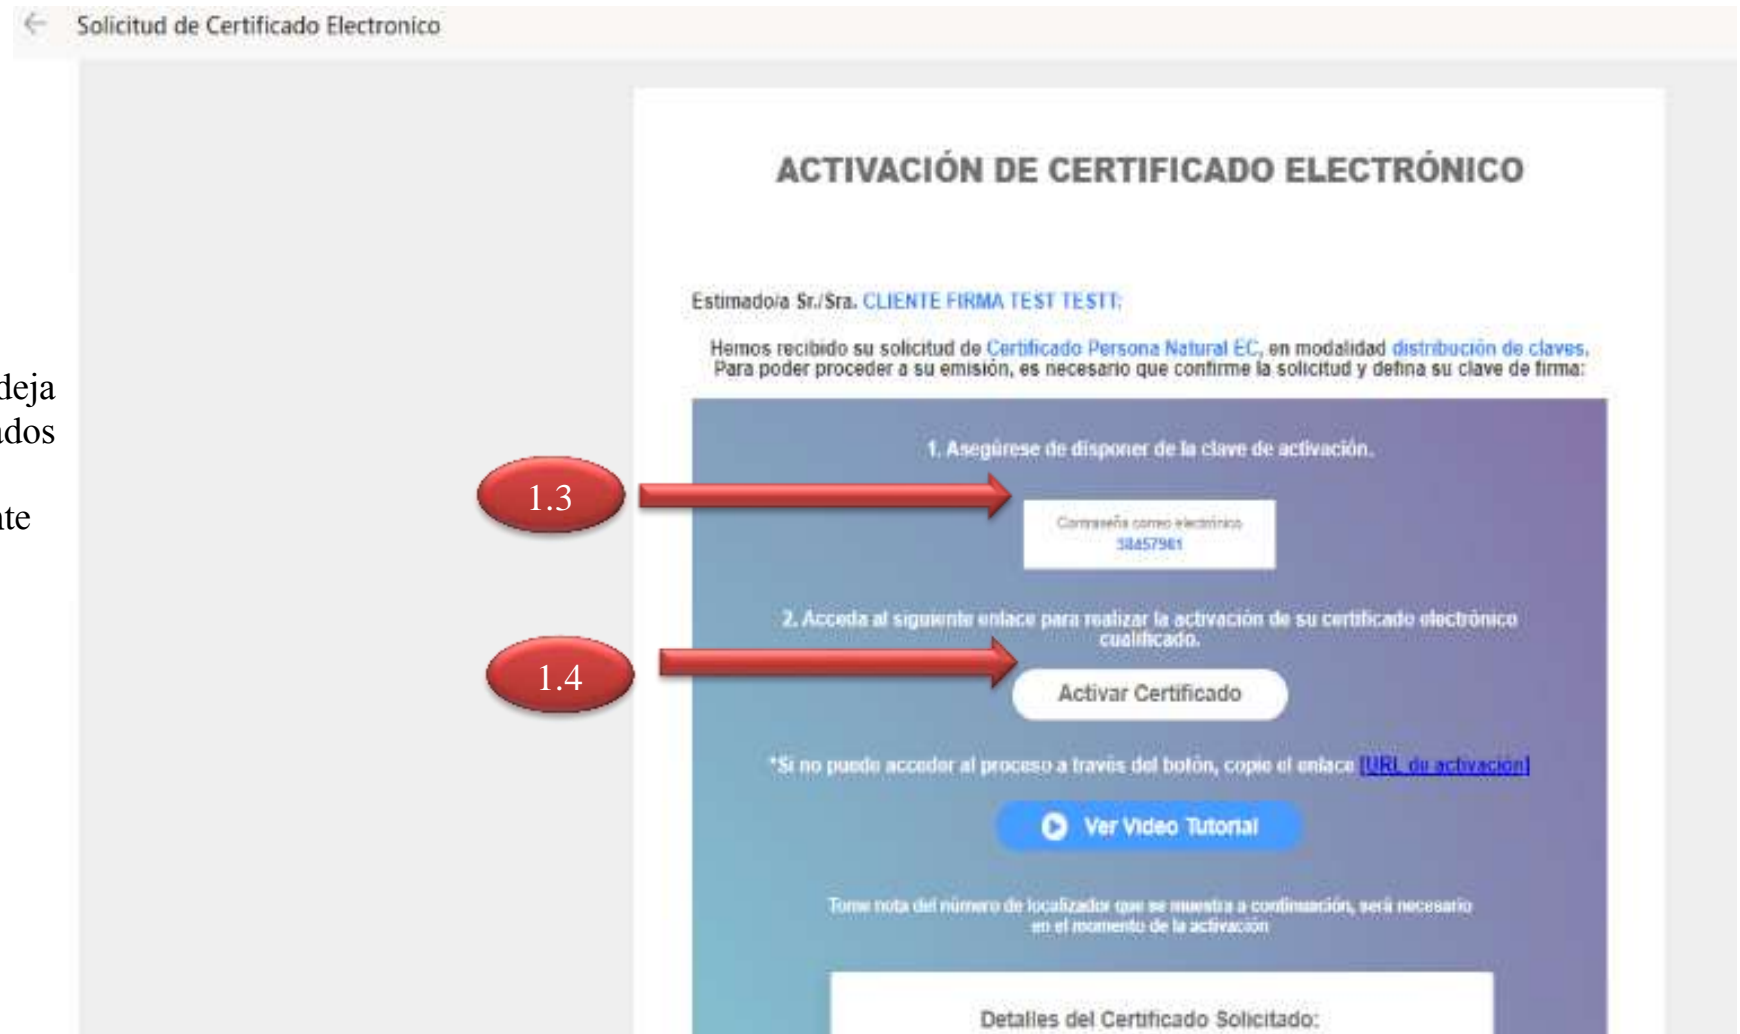 Solicitud de Certificado Electronico
ACTIVACIÓN DE CERTIFICADO ELECTRÓNICO
Estimado/a Sr./Sra. CLIENTE FIRMA TEST TESTT:
Hemos recibido su solicitud de Certificado Persona Natural EC, en modalidad distribución de claves.
Para poder proceder a su emisión, es necesario que confirme la solicitud y defina su clave de firma:
deja
ados
nte
1. Asegúrese de disponer de la clave de activación.
1.3
Contraseña correo electrónico
2. Acceda al siguiente enlace para realizar la activación de su certificado electrónico
cualificado.
1.4
Activar Certificado
*Si no puede acceder al proceso a través del botón, copie el enlace [URL de activación]
Ver Video Tutorial
Tome nota del número de localizador que se muestra a continuación, será necesario
en el momento de la activación
Detalles del Certificado Solicitado: